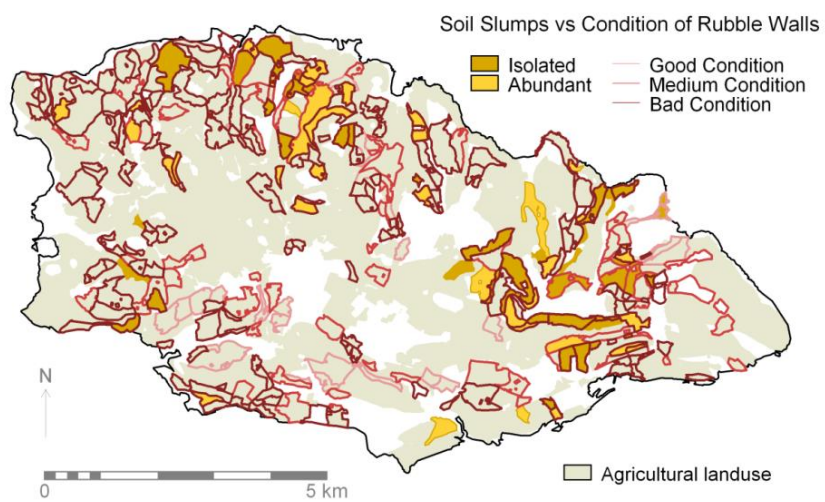 Soil Slumps vs Condition of Rubble Walls
Isolated
Abundant
Good Condition
Medium Condition
Bad Condition
N
0 5 km
Agricultural landuse